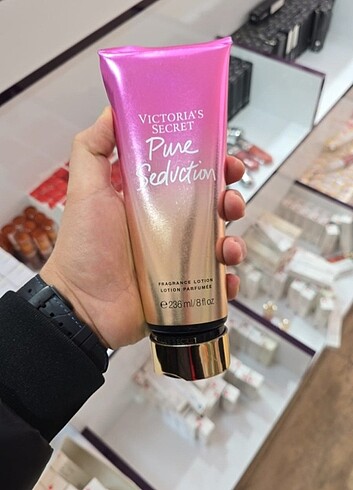 VICTORIA'S
SECRET
Pure
Seduction
FRAGRANCE LOTION
LOTION PARFUMÉE
e 236 ml/8 fl oz